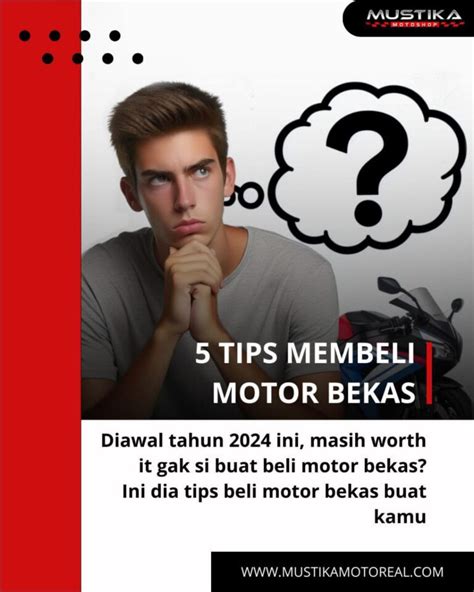 MUSTIKA
MOTOSHOP
?
5 TIPS MEMBELI
MOTOR BEKAS
Diawal tahun 2024 ini, masih worth
it gak si buat beli motor bekas?
Ini dia tips beli motor bekas buat
kamu
WWW.MUSTIKAMOTOREAL.COM